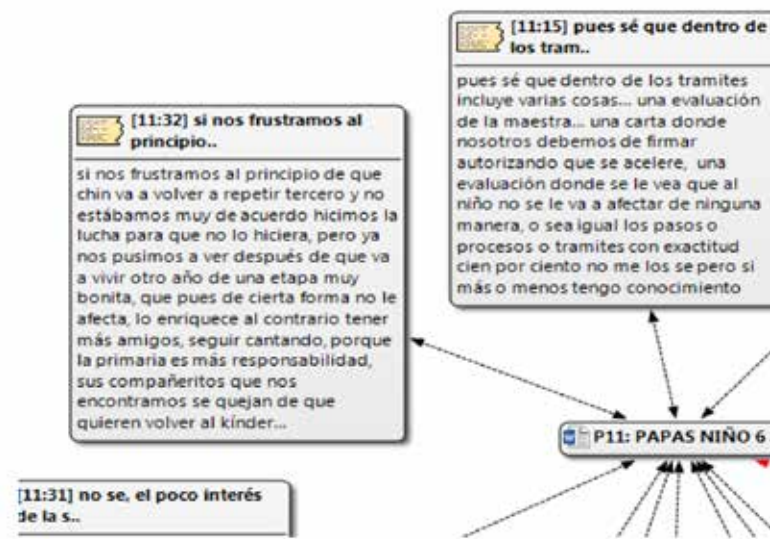 [11:15] pues sé que dentro de
los tram..
pues sé que dentro de los tramites
incluye varias cosas... una evaluación
de la maestra... una carta donde
nosotros debemos de firmar
autorizando que se acelere, una
evaluación donde se le vea que al
niño no se le va a afectar de ninguna
manera, o sea igual los pasos o
procesos o tramites con exactitud
cien por ciento no me los se pero si
más o menos tengo conocimiento
[11:32] si nos frustramos al
principio..
si nos frustramos al principio de que
chin va a volver a repetir tercero y no
estábamos muy de acuerdo hicimos la
lucha para que no lo hiciera, pero ya
nos pusimos a ver después de que va
a vivir otro año de una etapa muy
bonita, que pues de cierta forma no le
afecta, lo enriquece al contrario tener
más amigos, seguir cantando, porque
la primaria es más responsabilidad,
sus compañeritos que nos
encontramos se quejan de que
quieren volver al kínder...
P11: PAPAS NIÑO 6
[11:31] no se, el poco interés
de la s..